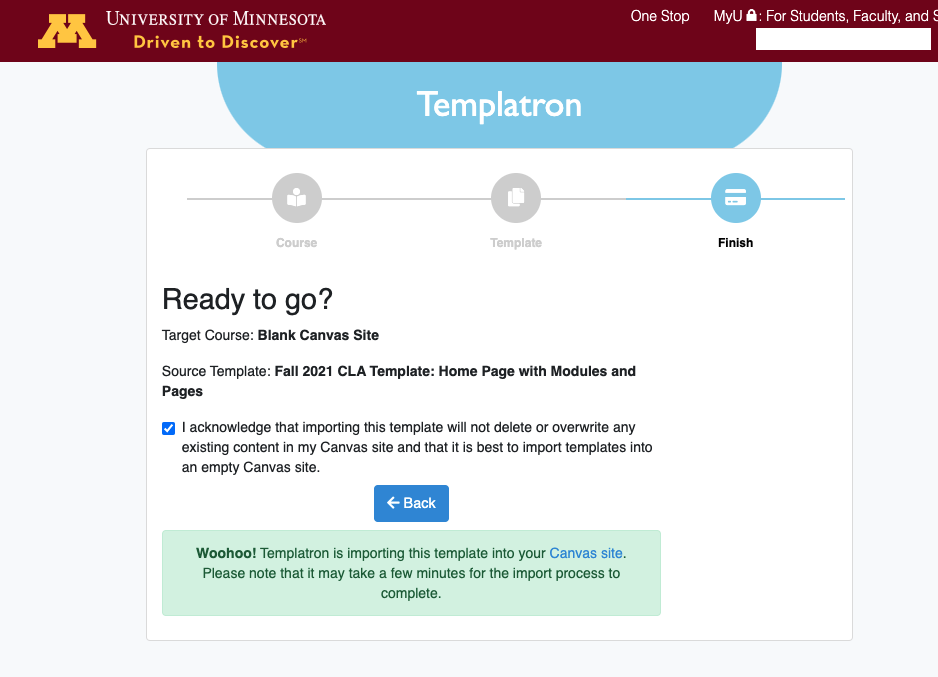 UNIVERSITY OF MINNESOTA
Driven to Discover℠
One Stop
MyU : For Students, Faculty, and S
Templatron
Course
Template
Finish
Ready to go?
Target Course: Blank Canvas Site
Source Template: Fall 2021 CLA Template: Home Page with Modules and
Pages
I acknowledge that importing this template will not delete or overwrite any
existing content in my Canvas site and that it is best to import templates into
an empty Canvas site.
Back
Woohoo! Templatron is importing this template into your Canvas site.
Please note that it may take a few minutes for the import process to
complete.